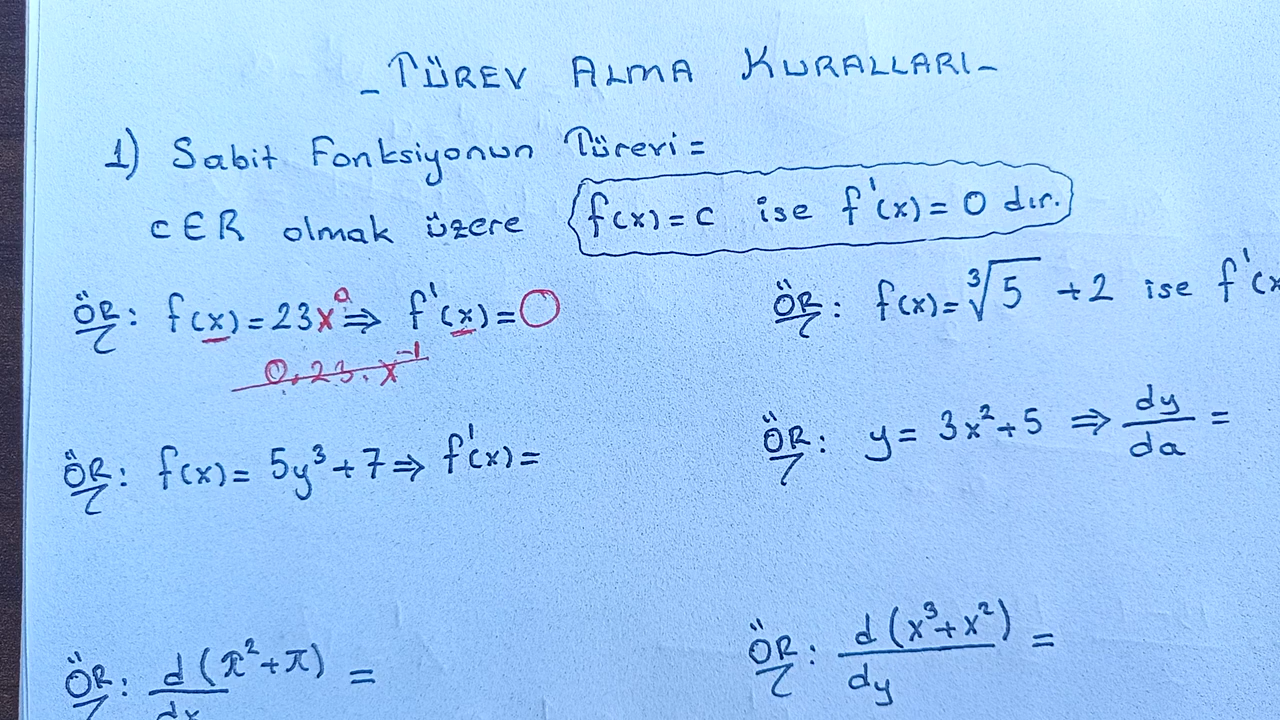 - TÜREV ALMA KURALLARI -
1) Sabit Fonksiyonun Türevi =
c∈R olmak üzere f(x) = c ise f'(x) = 0 dır.
ÖR: f(x) = 23x⁰ ⇒ f'(x) = 0
0.23.x⁻¹
ÖR: f(x) = ³√5 + 2 ise f'(x
ÖR: f(x) = 5y³ + 7 ⇒ f'(x) =
ÖR: y = 3x² + 5 ⇒ dy/da =
ÖR: d(π² + π)/dx =
ÖR: d(x³ + x²)/dy =